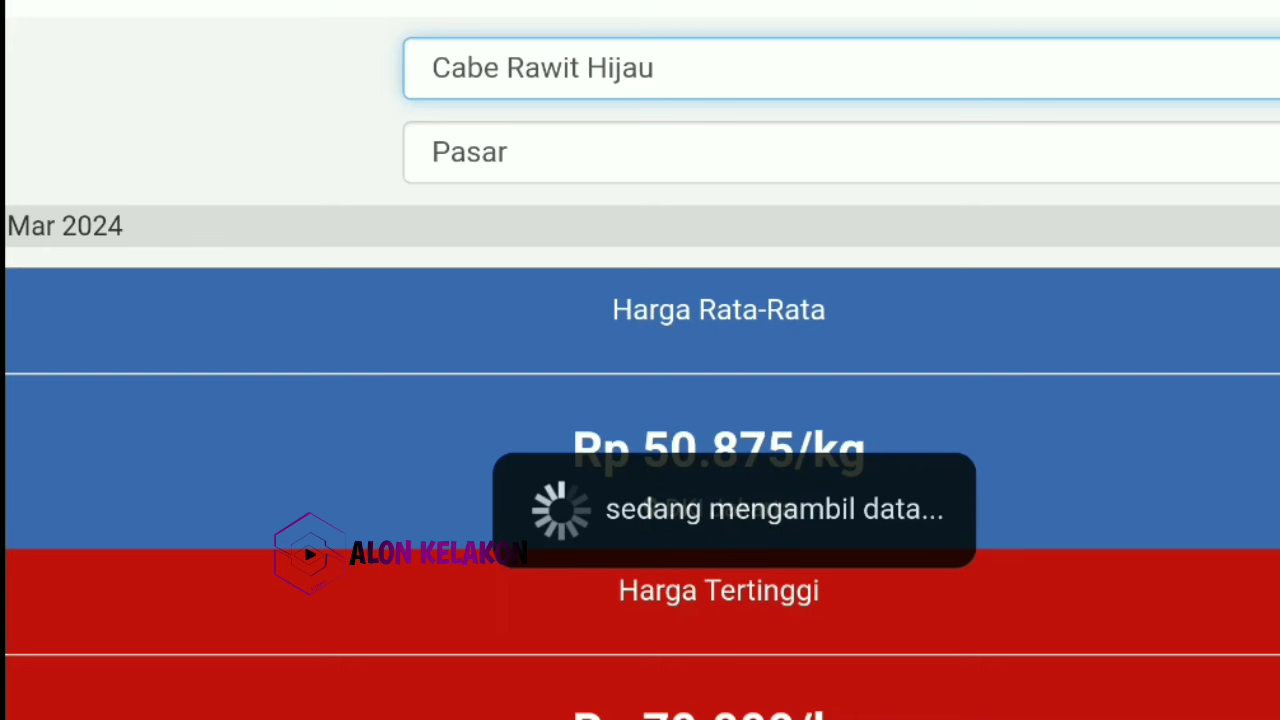 Cabe Rawit Hijau
Pasar
Mar 2024
Harga Rata-Rata
Rp 50.875/kg
sedang mengambil data...
ALON KELAKON
Harga Tertinggi
Rp